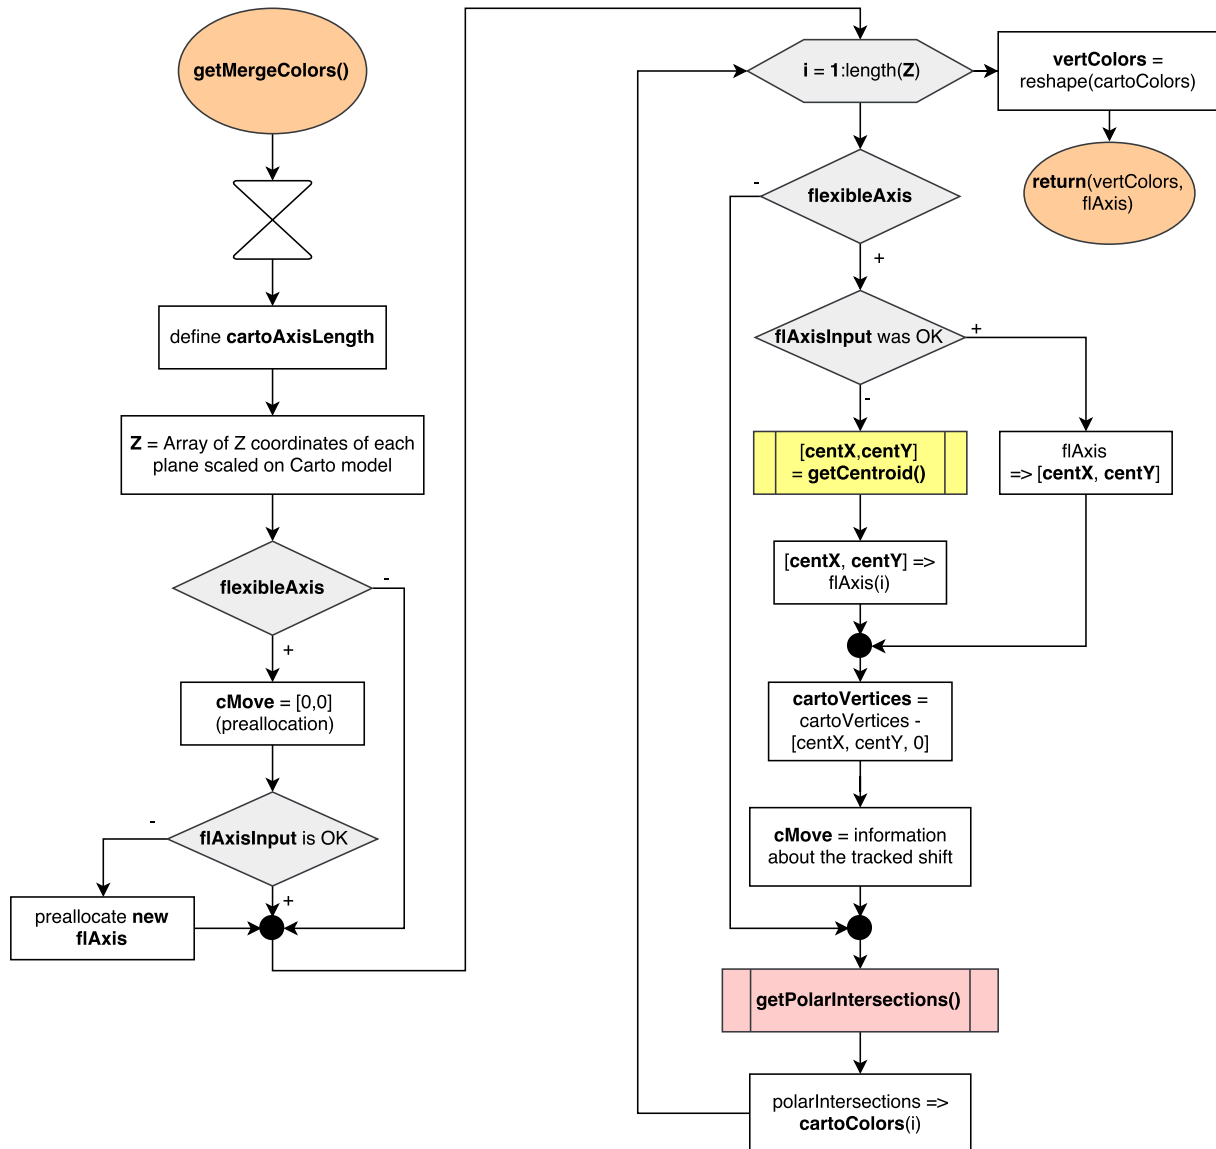 getMergeColors()
define cartoAxisLength
Z = Array of Z coordinates of each
plane scaled on Carto model
flexibleAxis
-
+
cMove = [0,0]
(preallocation)
flAxisInput is OK
-
+
preallocate new
flAxis
i = 1:length(Z)
vertColors =
reshape(cartoColors)
return(vertColors,
flAxis)
flexibleAxis
-
+
flAxisInput was OK
+
-
[centX,centY]
= getCentroid()
flAxis
=> [centX, centY]
[centX, centY] =>
flAxis(i)
cartoVertices =
cartoVertices -
[centX, centY, 0]
cMove = information
about the tracked shift
getPolarIntersections()
polarIntersections =>
cartoColors(i)